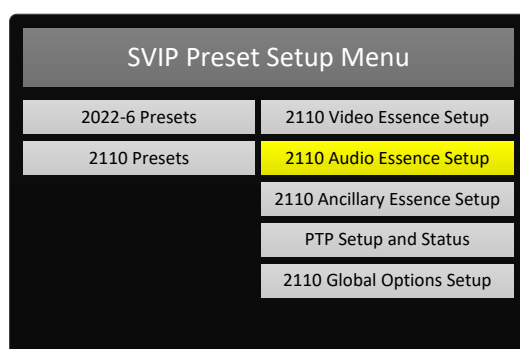 SVIP Preset Setup Menu
2022-6 Presets
2110 Video Essence Setup
2110 Presets
2110 Audio Essence Setup
2110 Ancillary Essence Setup
PTP Setup and Status
2110 Global Options Setup